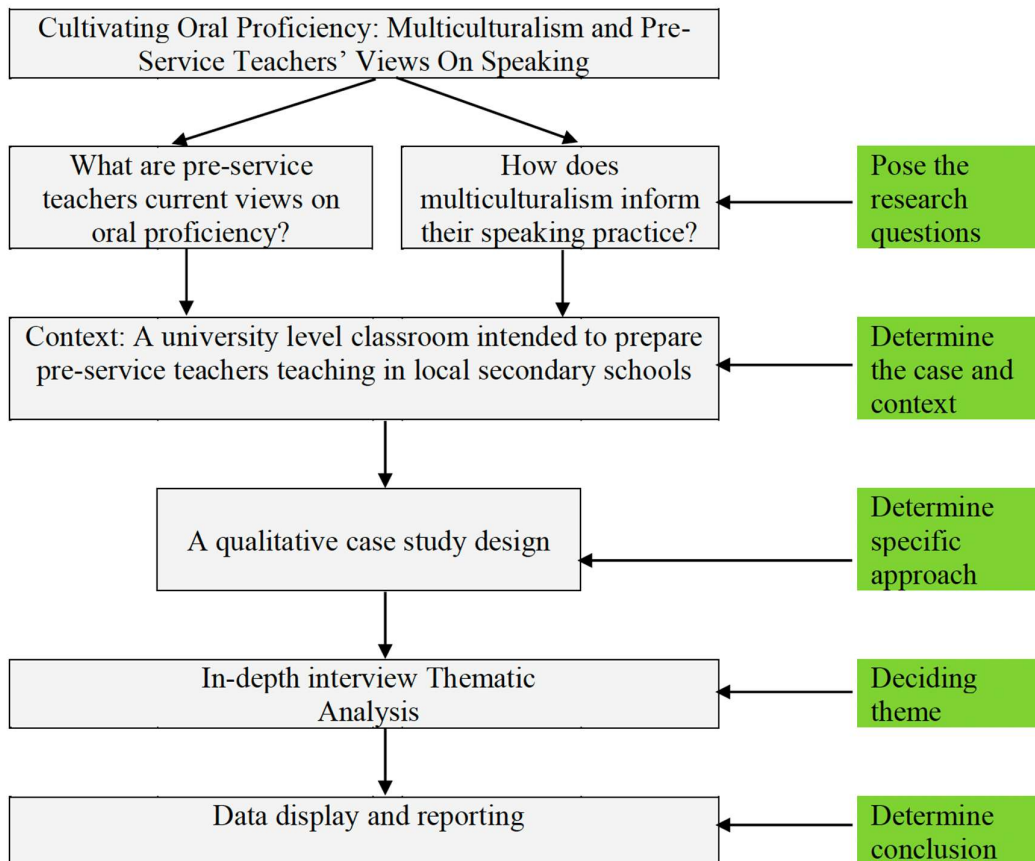 Cultivating Oral Proficiency: Multiculturalism and Pre-
Service Teachers’ Views On Speaking
What are pre-service
teachers current views on
oral proficiency?
How does
multiculturalism inform
their speaking practice?
Pose the
research
questions
Context: A university level classroom intended to prepare
pre-service teachers teaching in local secondary schools
Determine
the case and
context
A qualitative case study design
Determine
specific
approach
In-depth interview Thematic
Analysis
Deciding
theme
Data display and reporting
Determine
conclusion